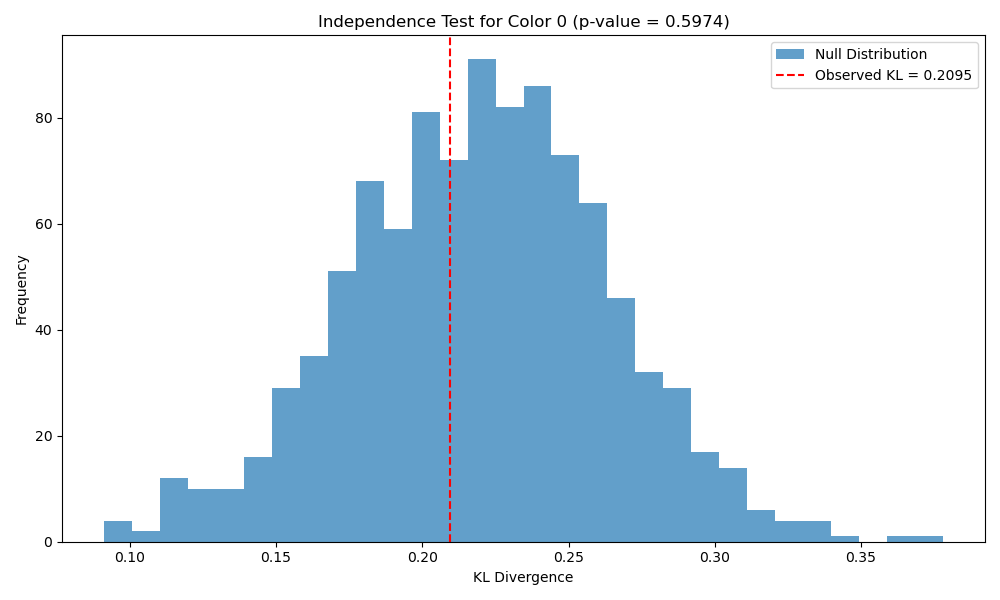 Independence Test for Color 0 (p-value = 0.5974)
Null Distribution
Observed KL = 0.2095
Frequency
80
60
40
20
0
0.10 0.15 0.20 0.25 0.30 0.35
KL Divergence